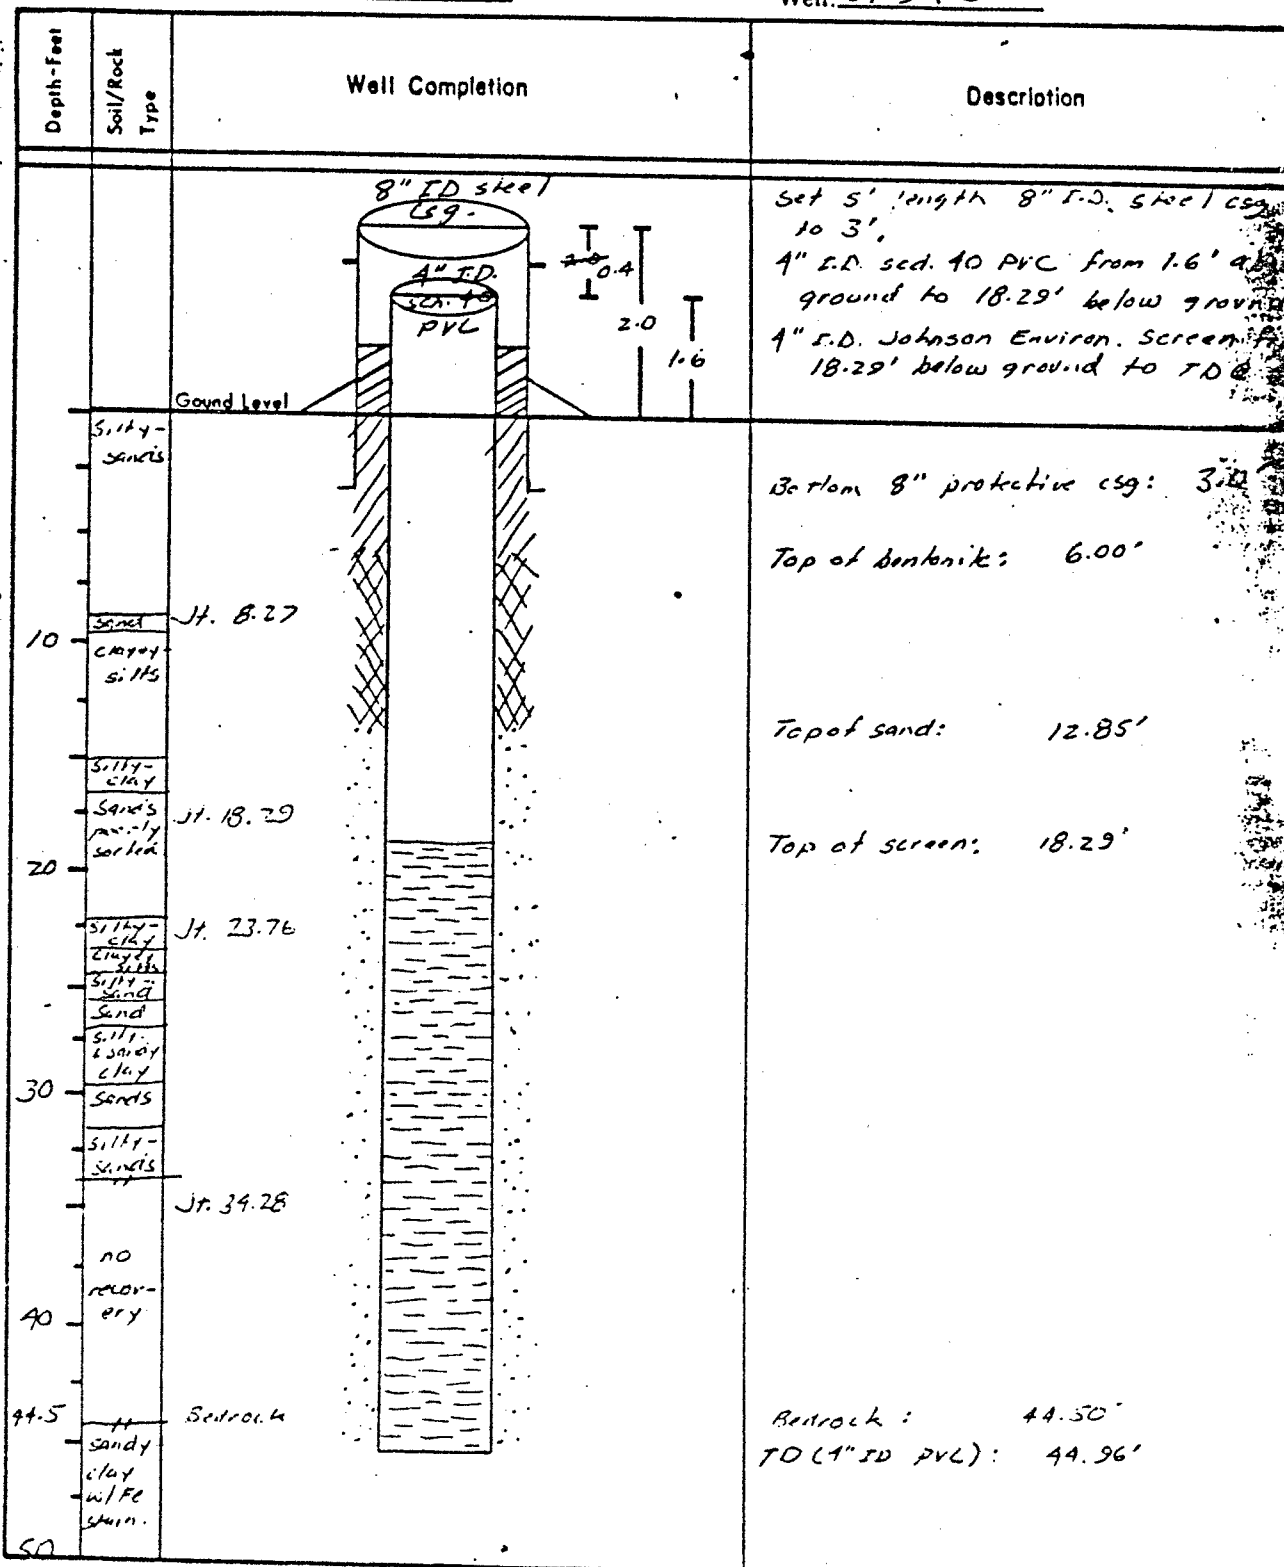 Well:
Depth-Feet
Soil/Rock Type
Well Completion
Description
8" ID steel
csg.
4" I.D.
sch. 40
PVC
2.0
0.4
2.0
1.6
Gound Level
Set 5' length 8" I.D. steel csg
to 3'.
4" I.D. scd. 40 PVC from 1.6'
ground to 18.29' below
4" I.D. Johnson Environ. Screen
18.29' below ground to TD @
Silty-
sands
Bottom 8" protective csg:
Top of bentonite: 6.00'
sand
Jt. 8.27
10
clayey
silts
Top of sand: 12.85'
silty-
clay
Sands
poorly
sorted
Jt. 18.29
Top of screen: 18.29'
20
silty-
clay
Jt. 23.76
clayey
silts
silty-
sand
Sand
silty-
& sandy
clay
30
Sands
silty-
sands
Jt. 34.28
no
recov-
ery
40
44.5
Bedrock
Bedrock: 44.50'
TD (4" ID PVC): 44.96'
sandy
clay
w/Fe
stain.
50